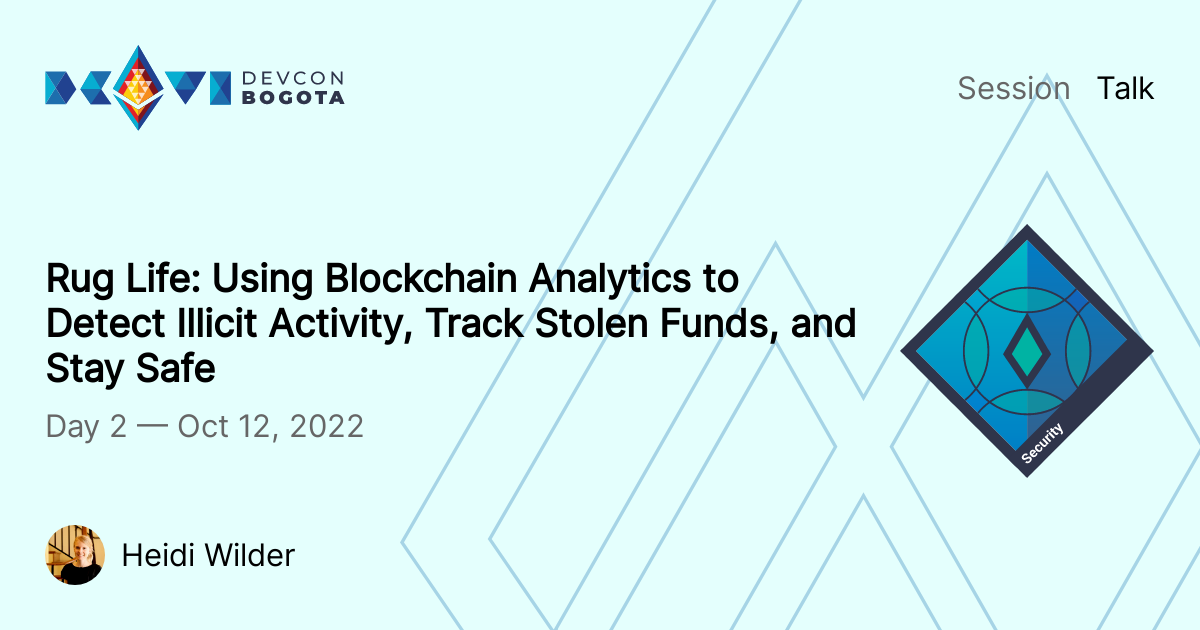 DEVCON
BOGOTA
Session Talk
Rug Life: Using Blockchain Analytics to
Detect Illicit Activity, Track Stolen Funds, and
Stay Safe
Day 2 — Oct 12, 2022
Security
Heidi Wilder